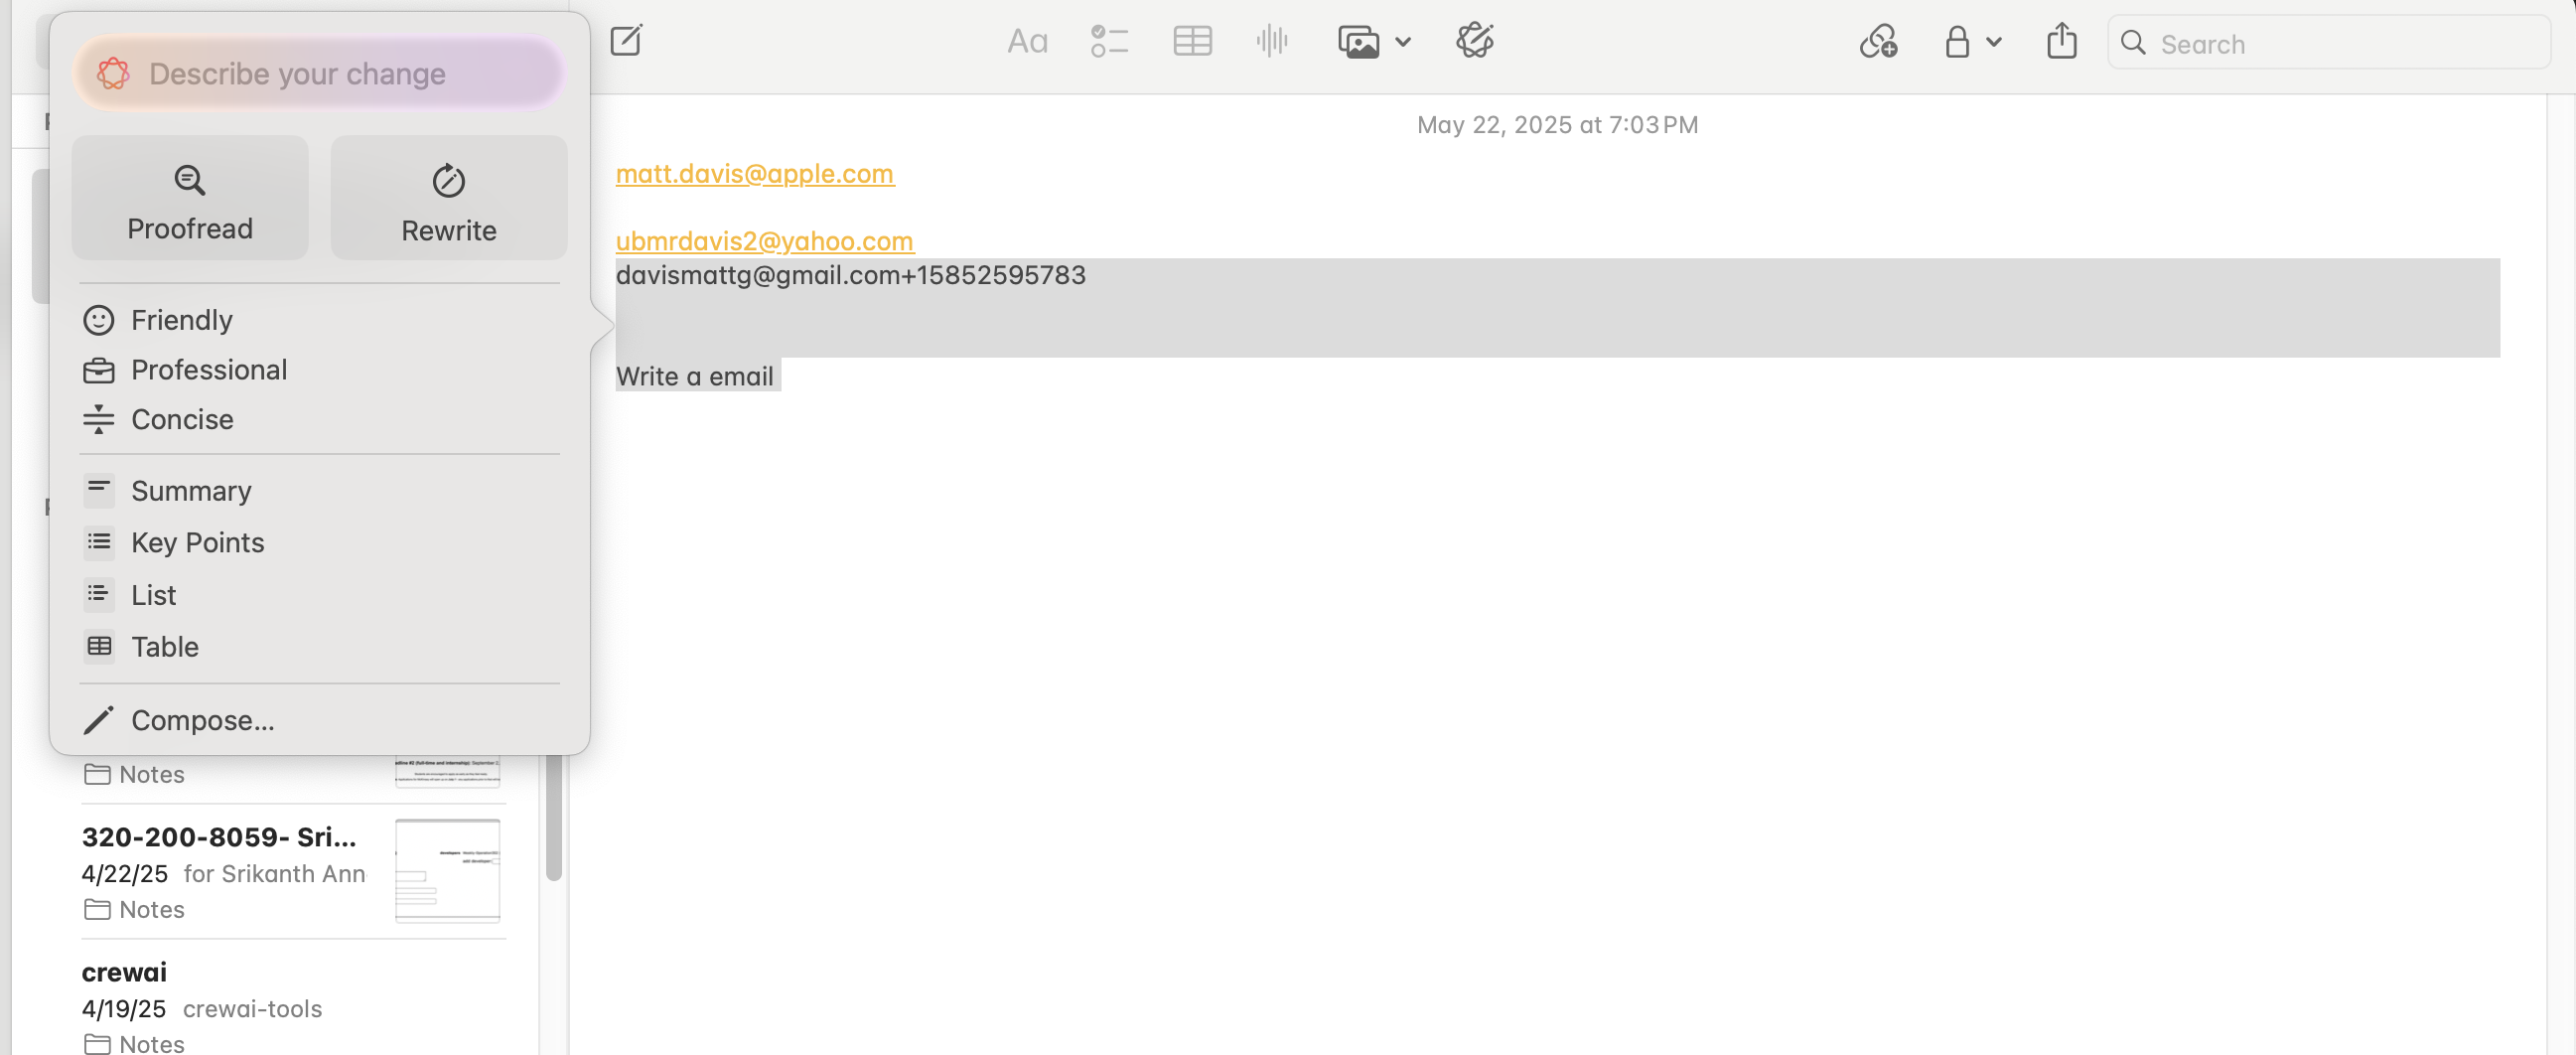 Describe your change
Proofread
Rewrite
Friendly
Professional
Concise
Summary
Key Points
List
Table
Compose...
Notes
320-200-8059- Sri...
4/22/25 for Srikanth Ann
Notes
crewai
4/19/25 crewai-tools
Notes
Aa
Search
May 22, 2025 at 7:03 PM
matt.davis@apple.com
ubmrdavis2@yahoo.com
davismattg@gmail.com+15852595783
Write a email